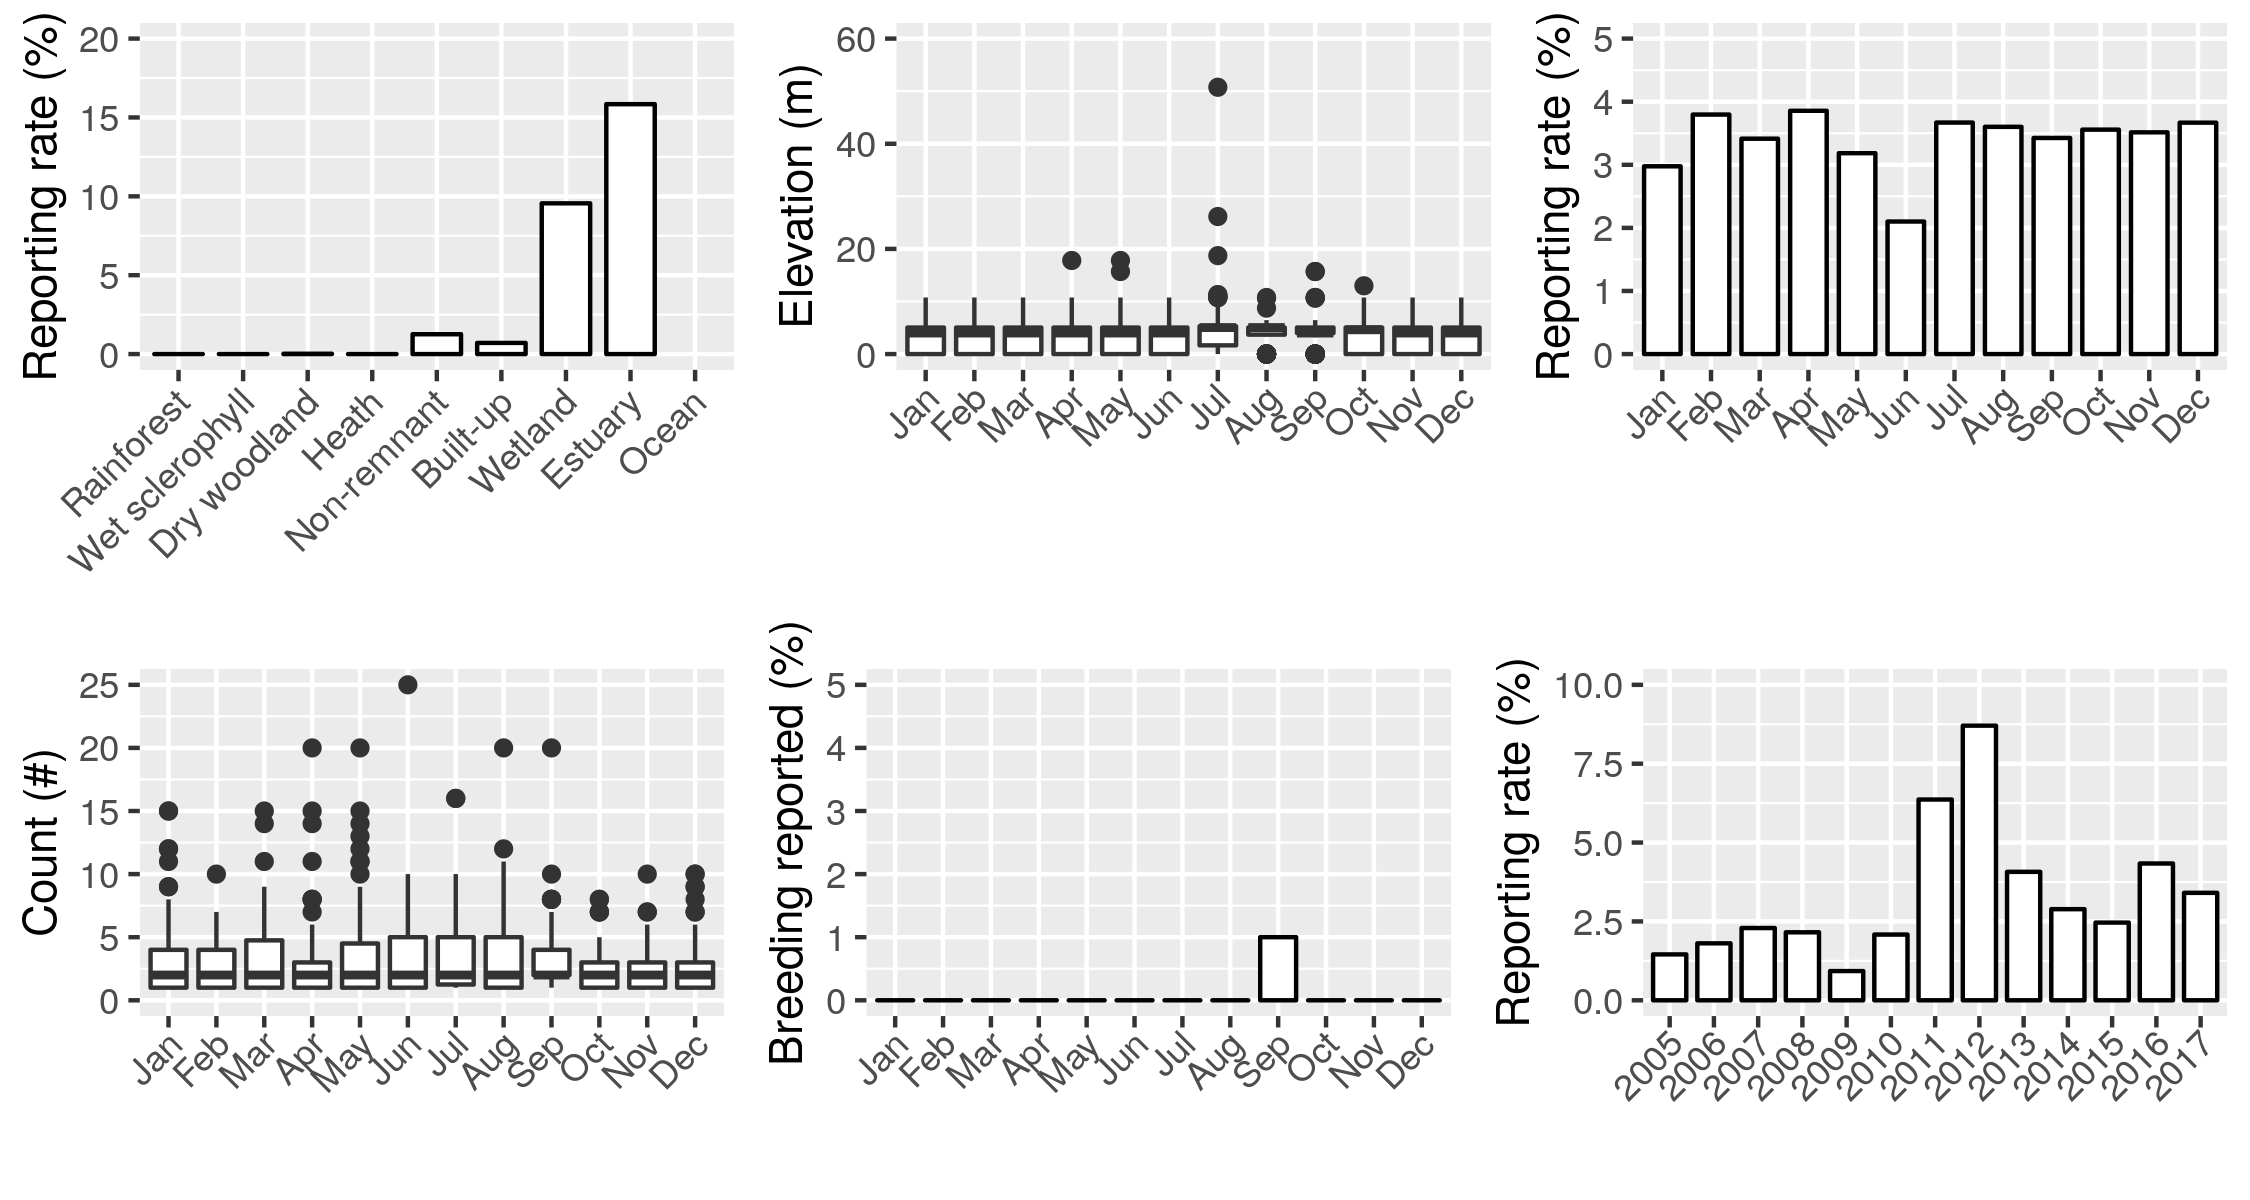 Reporting rate (%)
20
15
10
5
0
Rainforest
Wet sclerophyll
Dry woodland
Heath
Non-remnant
Built-up
Wetland
Estuary
Ocean
Elevation (m)
60
40
20
0
Jan
Feb
Mar
Apr
May
Jun
Jul
Aug
Sep
Oct
Nov
Dec
Reporting rate (%)
5
4
3
2
1
0
Jan
Feb
Mar
Apr
May
Jun
Jul
Aug
Sep
Oct
Nov
Dec
Count (#)
25
20
15
10
5
0
Jan
Feb
Mar
Apr
May
Jun
Jul
Aug
Sep
Oct
Nov
Dec
Breeding reported (%)
5
4
3
2
1
0
Jan
Feb
Mar
Apr
May
Jun
Jul
Aug
Sep
Oct
Nov
Dec
Reporting rate (%)
10.0
7.5
5.0
2.5
0.0
2005
2006
2007
2008
2009
2010
2011
2012
2013
2014
2015
2016
2017